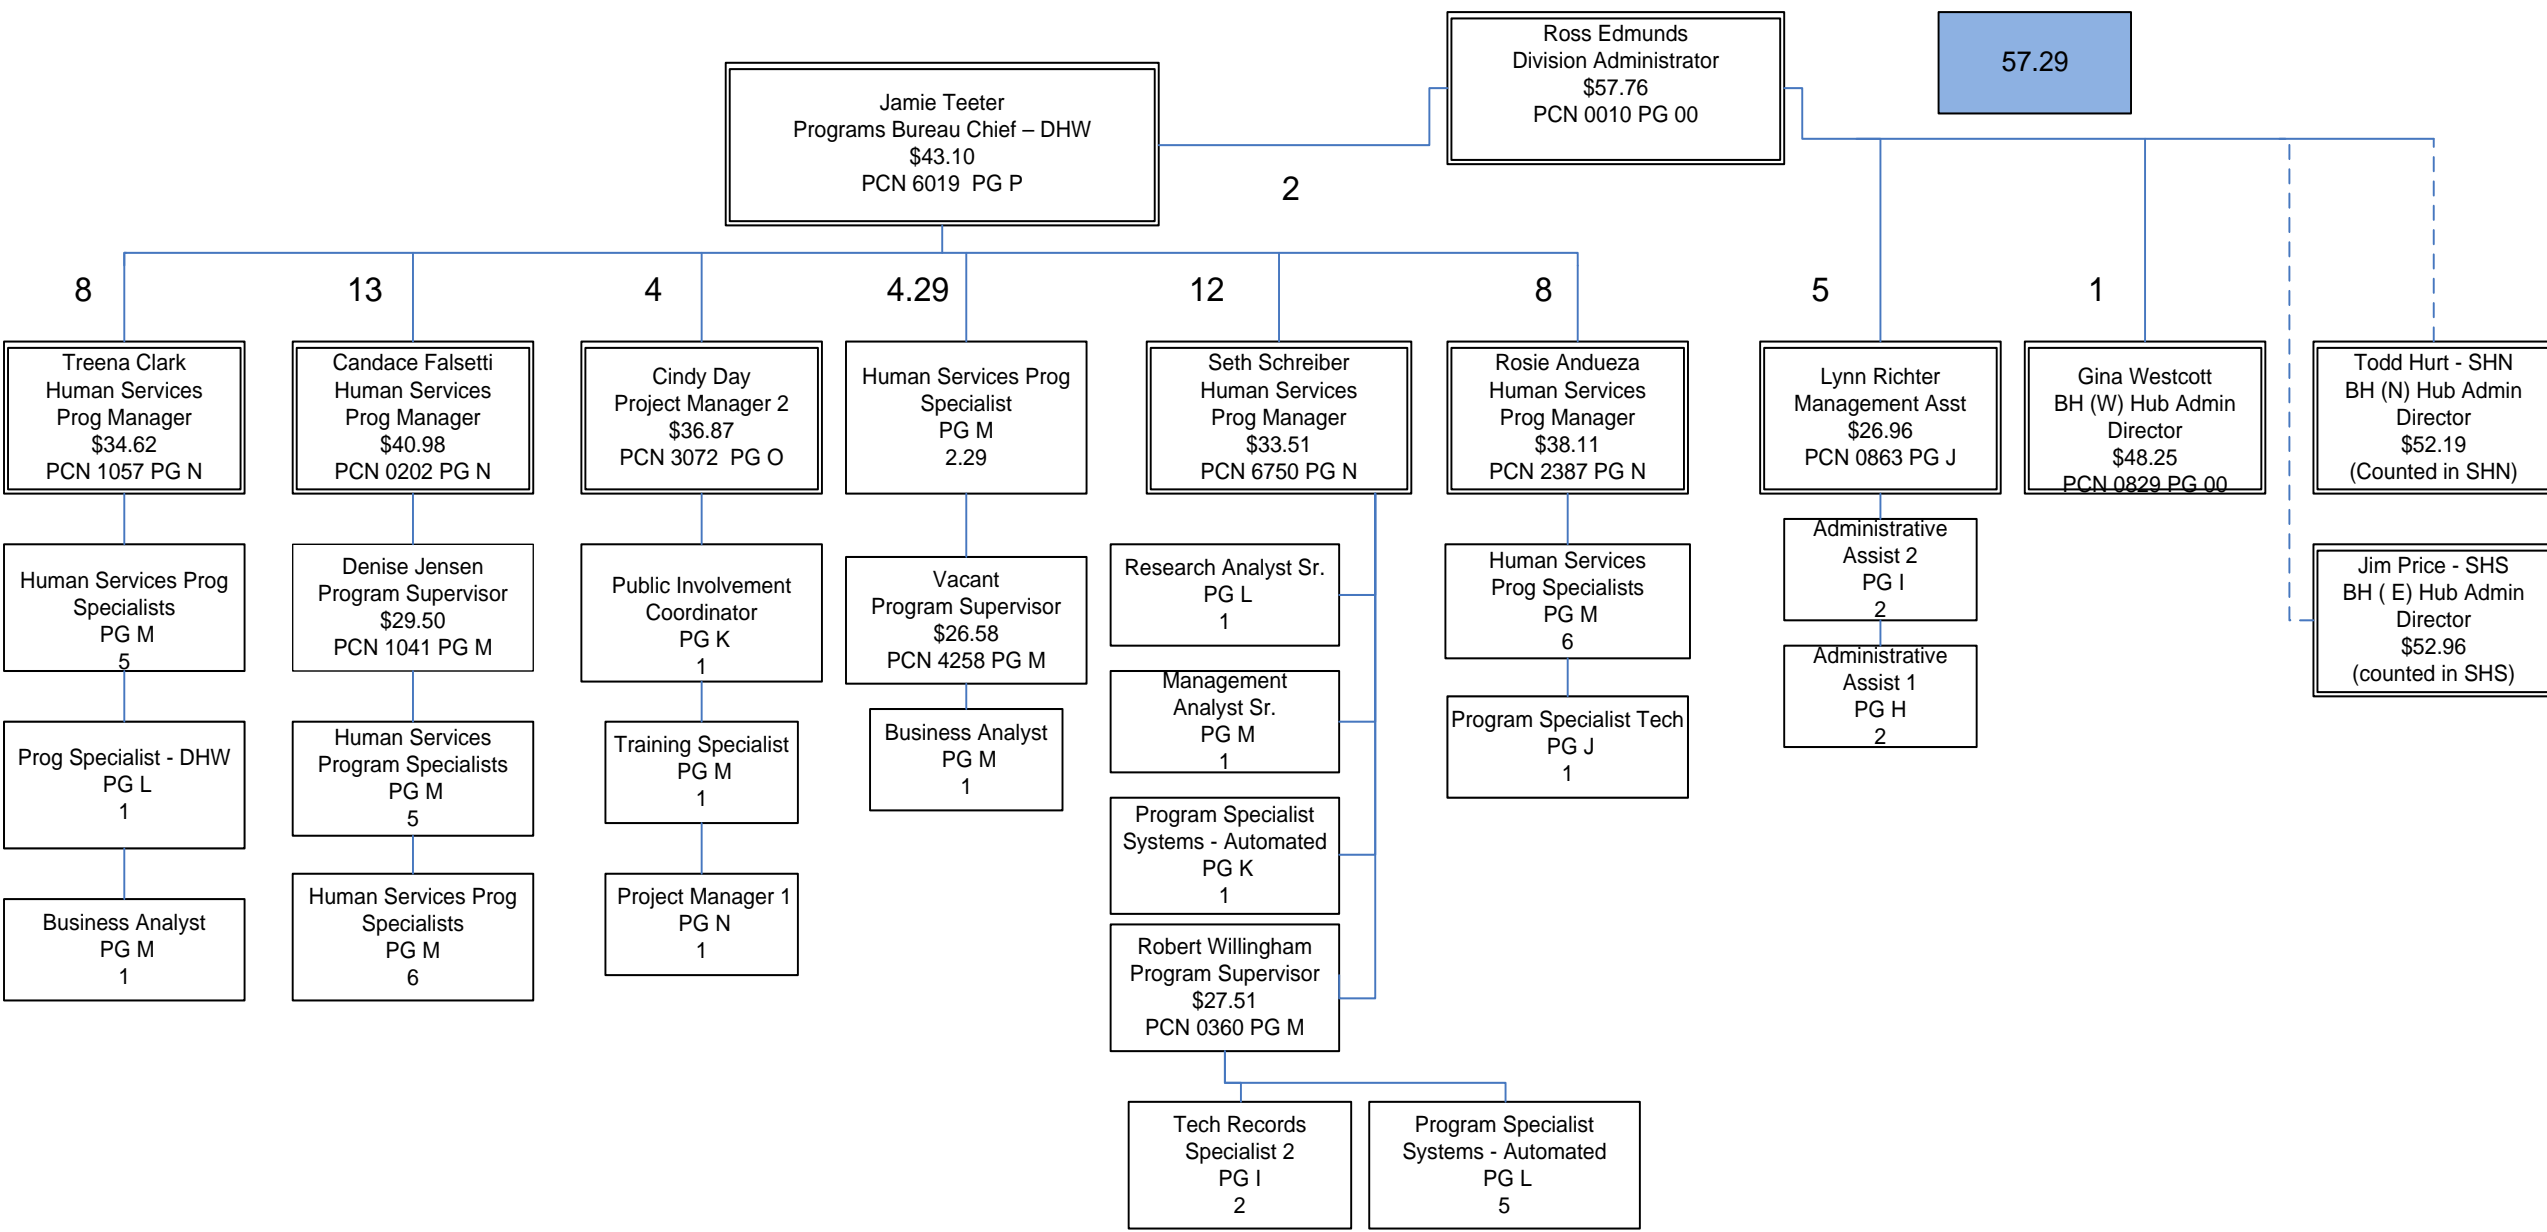 Ross Edmunds
Division Administrator
$57.76
PCN 0010 PG 00
57.29
Jamie Teeter
Programs Bureau Chief – DHW
$43.10
PCN 6019  PG P
2
8
13
4
4.29
12
8
5
1
Treena Clark
Human Services
Prog Manager
$34.62
PCN 1057 PG N
Candace Falsetti
Human Services
Prog Manager
$40.98
PCN 0202 PG N
Cindy Day
Project Manager 2
$36.87
PCN 3072  PG O
Human Services Prog
Specialist
PG M
2.29
Seth Schreiber
Human Services
Prog Manager
$33.51
PCN 6750 PG N
Rosie Andueza
Human Services
Prog Manager
$38.11
PCN 2387 PG N
Lynn Richter
Management Asst
$26.96
PCN 0863 PG J
Gina Westcott
BH (W) Hub Admin
Director
$48.25
PCN 0829 PG 00
Todd Hurt - SHN
BH (N) Hub Admin
Director
$52.19
(Counted in SHN)
Human Services Prog
Specialists
PG M
5
Denise Jensen
Program Supervisor
$29.50
PCN 1041 PG M
Public Involvement
Coordinator
PG K
1
Vacant
Program Supervisor
$26.58
PCN 4258 PG M
Research Analyst Sr.
PG L
1
Human Services
Prog Specialists
PG M
6
Administrative
Assist 2
PG I
2
Jim Price - SHS
BH ( E) Hub Admin
Director
$52.96
(counted in SHS)
Prog Specialist - DHW
PG L
1
Human Services
Program Specialists
PG M
5
Training Specialist
PG M
1
Business Analyst
PG M
1
Management
Analyst Sr.
PG M
1
Program Specialist Tech
PG J
1
Administrative
Assist 1
PG H
2
Business Analyst
PG M
1
Human Services Prog
Specialists
PG M
6
Project Manager 1
PG N
1
Program Specialist
Systems - Automated
PG K
1
Robert Willingham
Program Supervisor
$27.51
PCN 0360 PG M
Tech Records
Specialist 2
PG I
2
Program Specialist
Systems - Automated
PG L
5